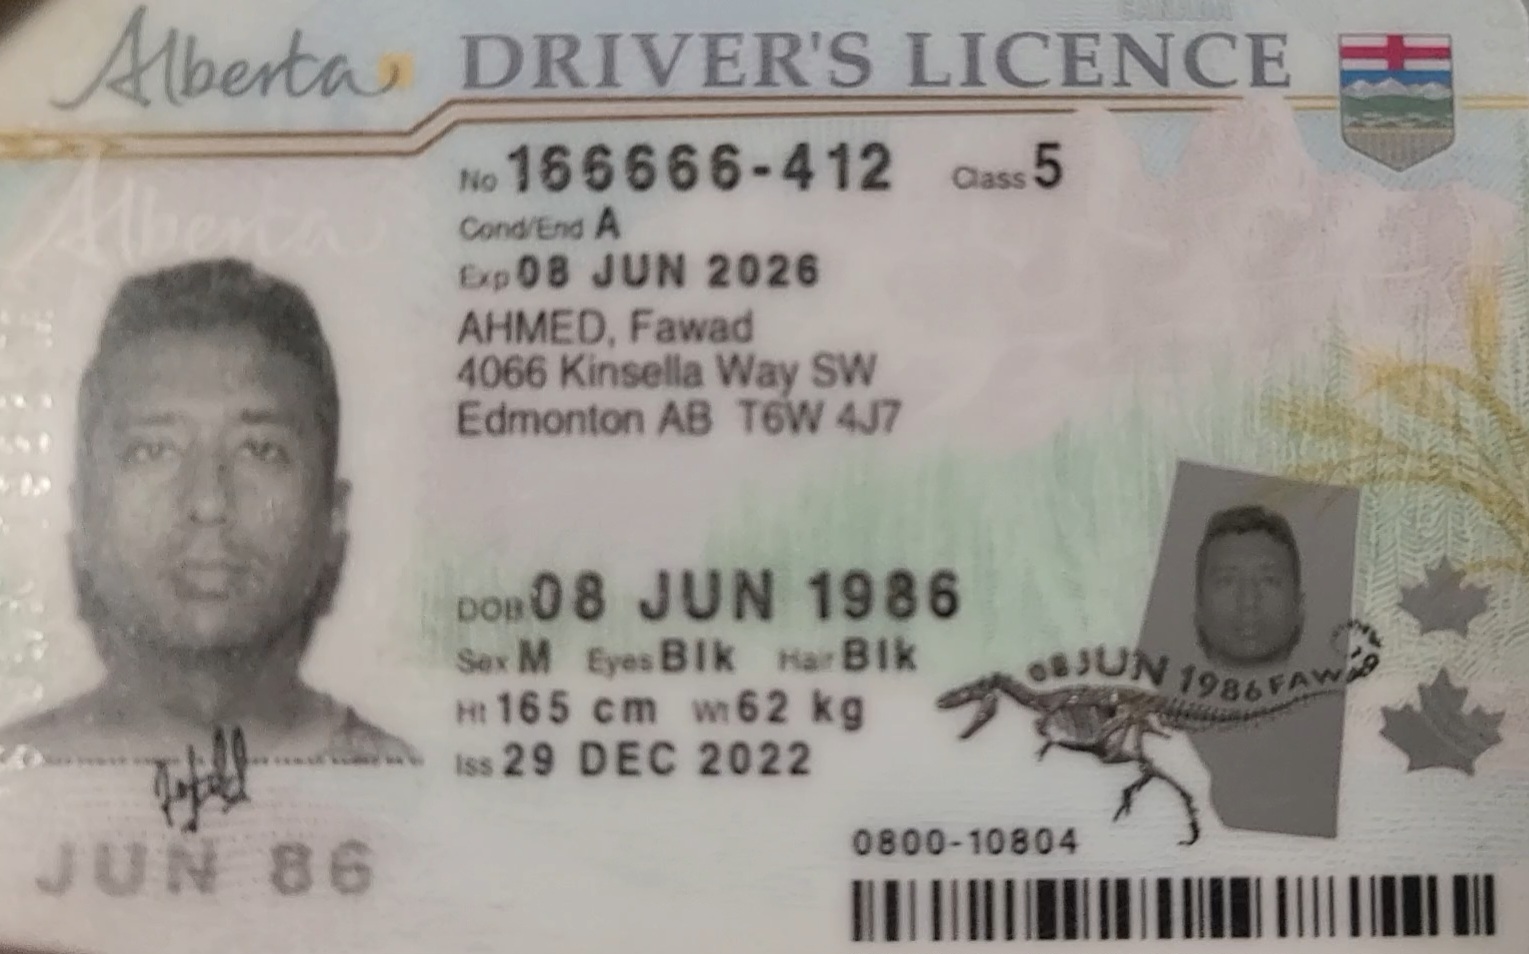 CANADA
Alberta DRIVER'S LICENCE
No 166666-412 Class 5
Cond/End A
Exp 08 JUN 2026
AHMED, Fawad
4066 Kinsella Way SW
Edmonton AB T6W 4J7
DOB 08 JUN 1986
Sex M Eyes Blk Hair Blk
Ht 165 cm Wt 62 kg
Iss 29 DEC 2022
08JUN 1986FAW
JUN 86
0800-10804
Alberta